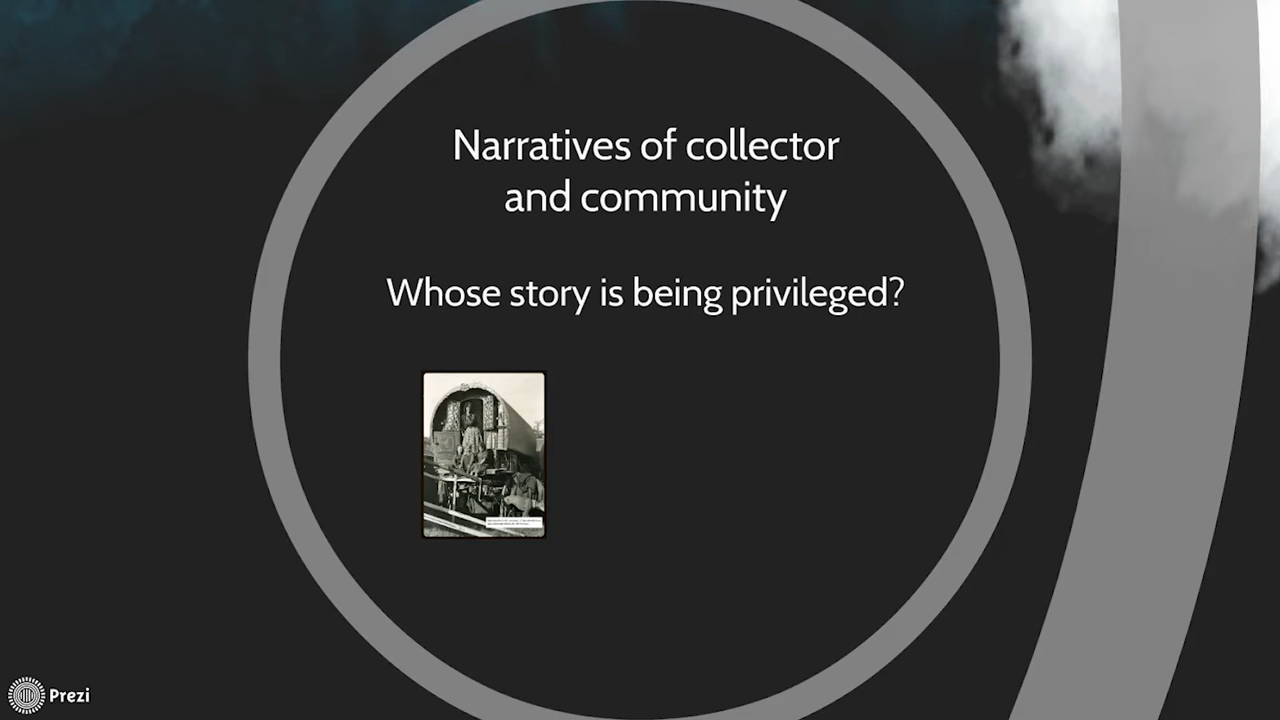 Narratives of collector
and community
Whose story is being privileged?
Prezi